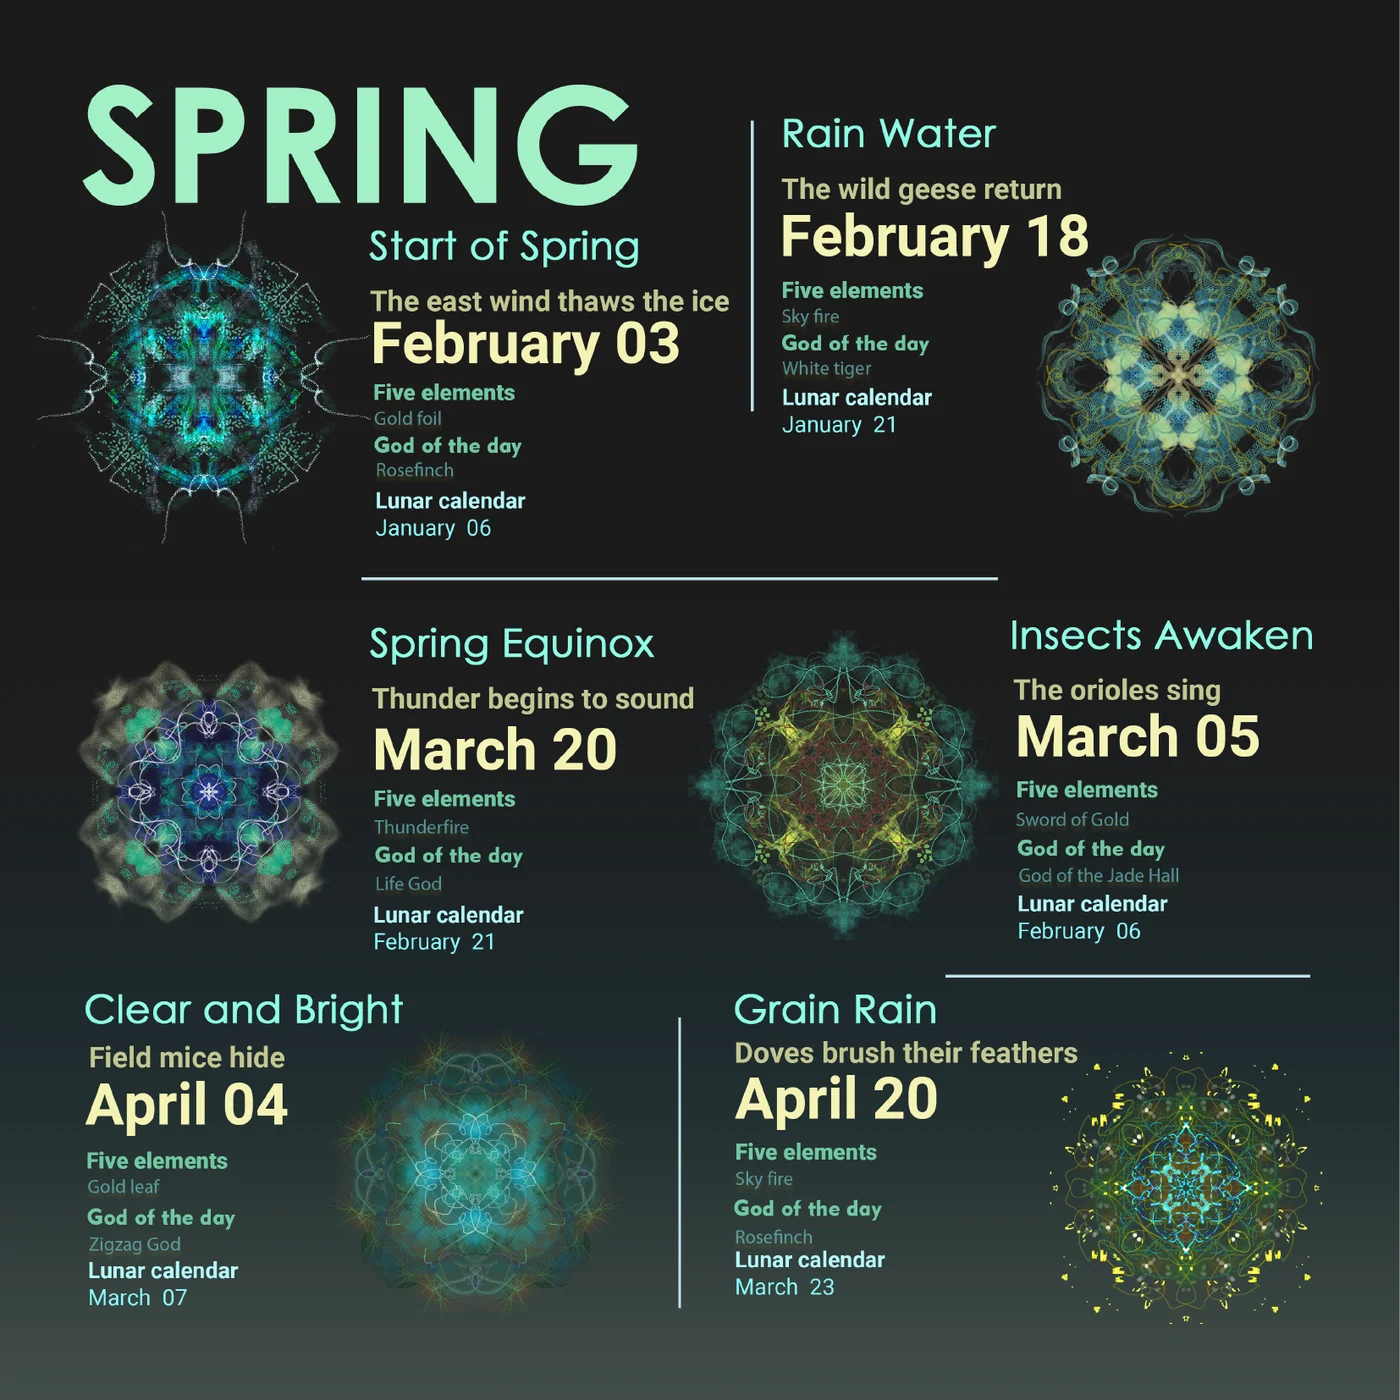 SPRING
Start of Spring
The east wind thaws the ice
February 03
Five elements
Gold foil
God of the day
Rosefinch
Lunar calendar
January 06
Rain Water
The wild geese return
February 18
Five elements
Sky fire
God of the day
White tiger
Lunar calendar
January 21
Spring Equinox
Thunder begins to sound
March 20
Five elements
Thunderfire
God of the day
Life God
Lunar calendar
February 21
Insects Awaken
The orioles sing
March 05
Five elements
Sword of Gold
God of the day
God of the Jade Hall
Lunar calendar
February 06
Clear and Bright
Field mice hide
April 04
Five elements
Gold leaf
God of the day
Zigzag God
Lunar calendar
March 07
Grain Rain
Doves brush their feathers
April 20
Five elements
Sky fire
God of the day
Rosefinch
Lunar calendar
March 23